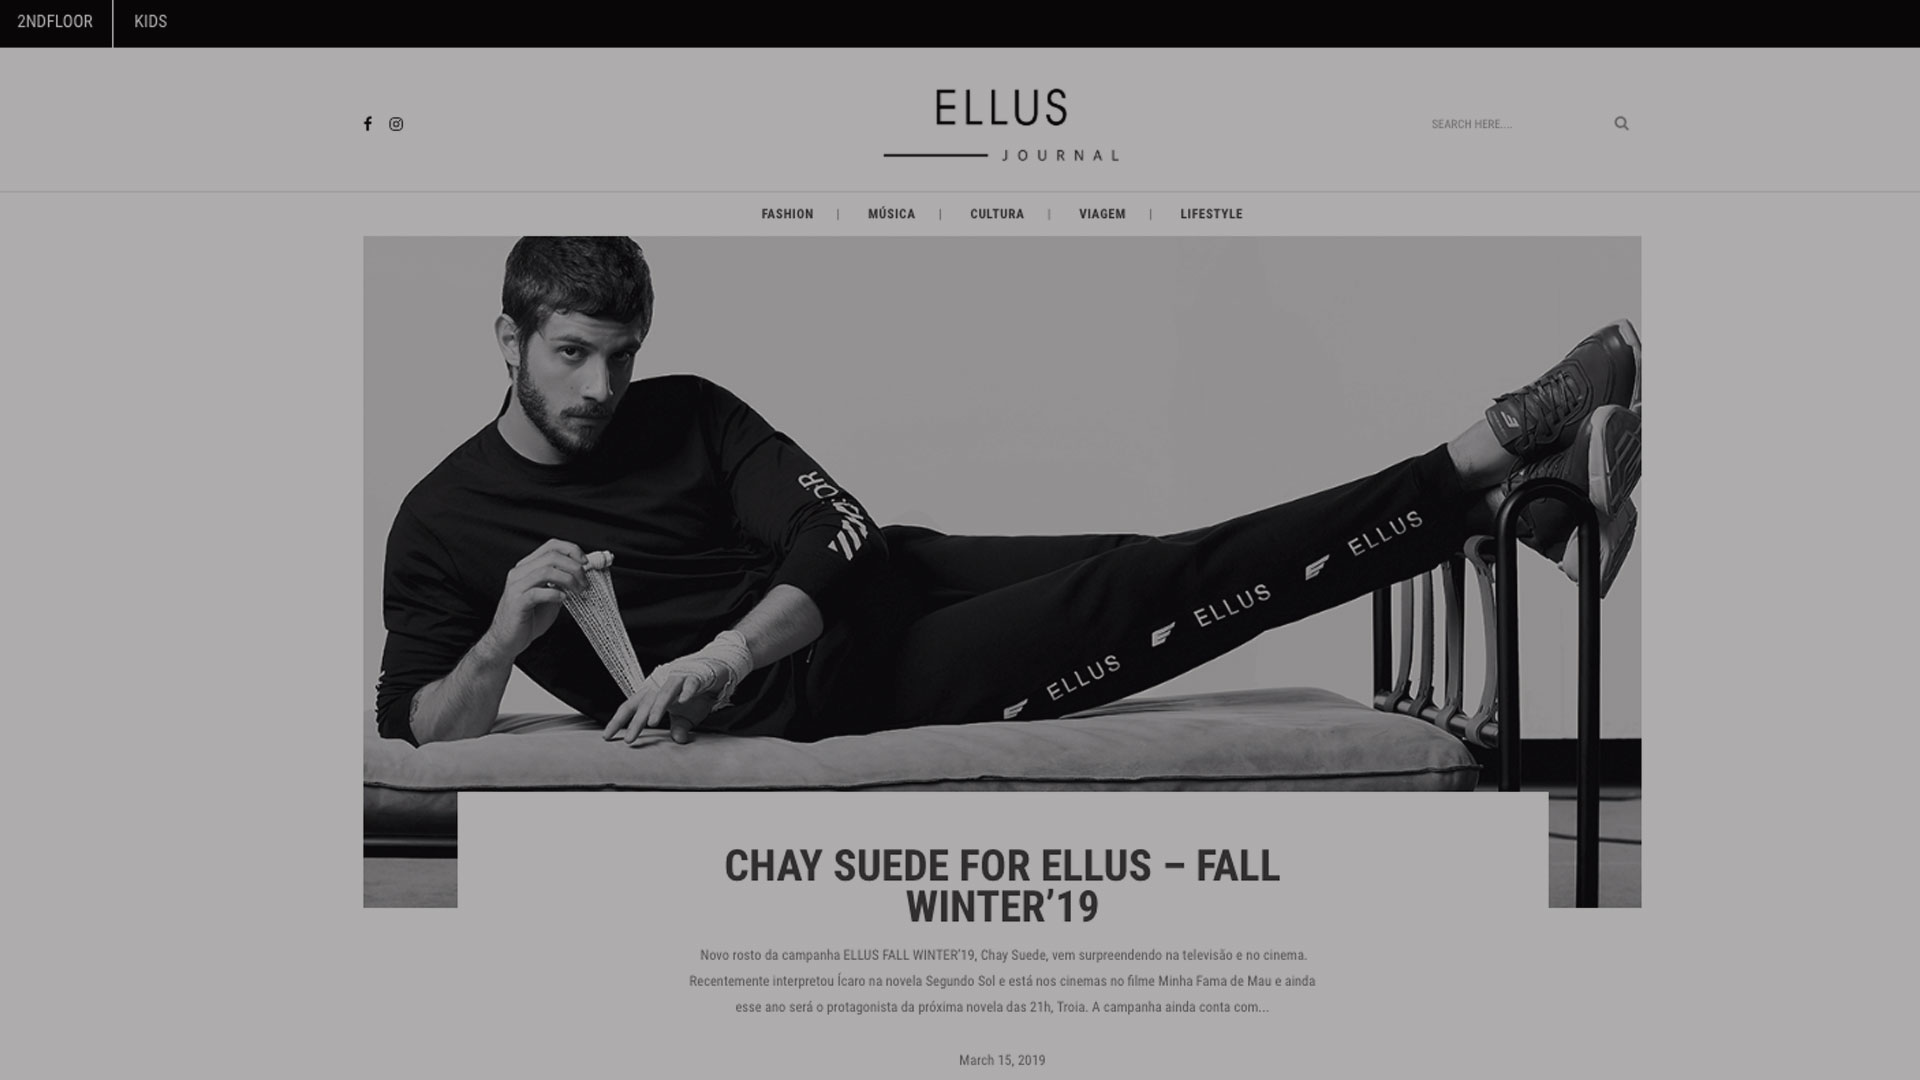 2NDFLOOR
KIDS
ELLUS
JOURNAL
SEARCH HERE....
FASHION | MÚSICA | CULTURA | VIAGEM | LIFESTYLE
ELLUS
ELLUS
ELLUS
CHAY SUEDE FOR ELLUS – FALL
WINTER’19
Novo rosto da campanha ELLUS FALL WINTER’19, Chay Suede, vem surpreendendo na televisão e no cinema.
Recentemente interpretou Ícaro na novela Segundo Sol e está nos cinemas no filme Minha Fama de Mau e ainda
esse ano será o protagonista da próxima novela das 21h, Troia. A campanha ainda conta com...
March 15, 2019